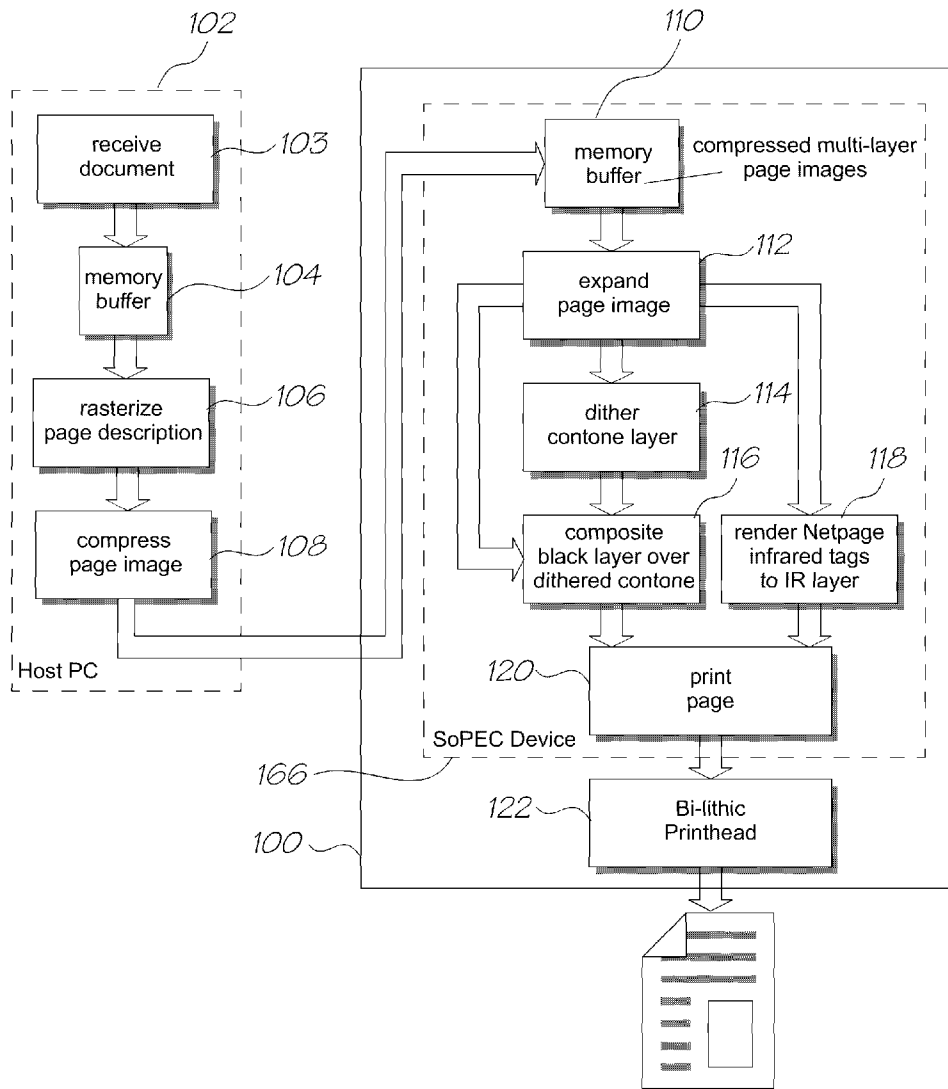 102
receive
document
103
memory
buffer
104
rasterize
page description
106
compress
page image
108
Host PC
110
memory
buffer
compressed multi-layer
page images
expand
page image
112
dither
contone layer
114
composite
black layer over
dithered contone
116
render Netpage
infrared tags
to IR layer
118
print
page
120
SoPEC Device
166
Bi-lithic
Printhead
122
100